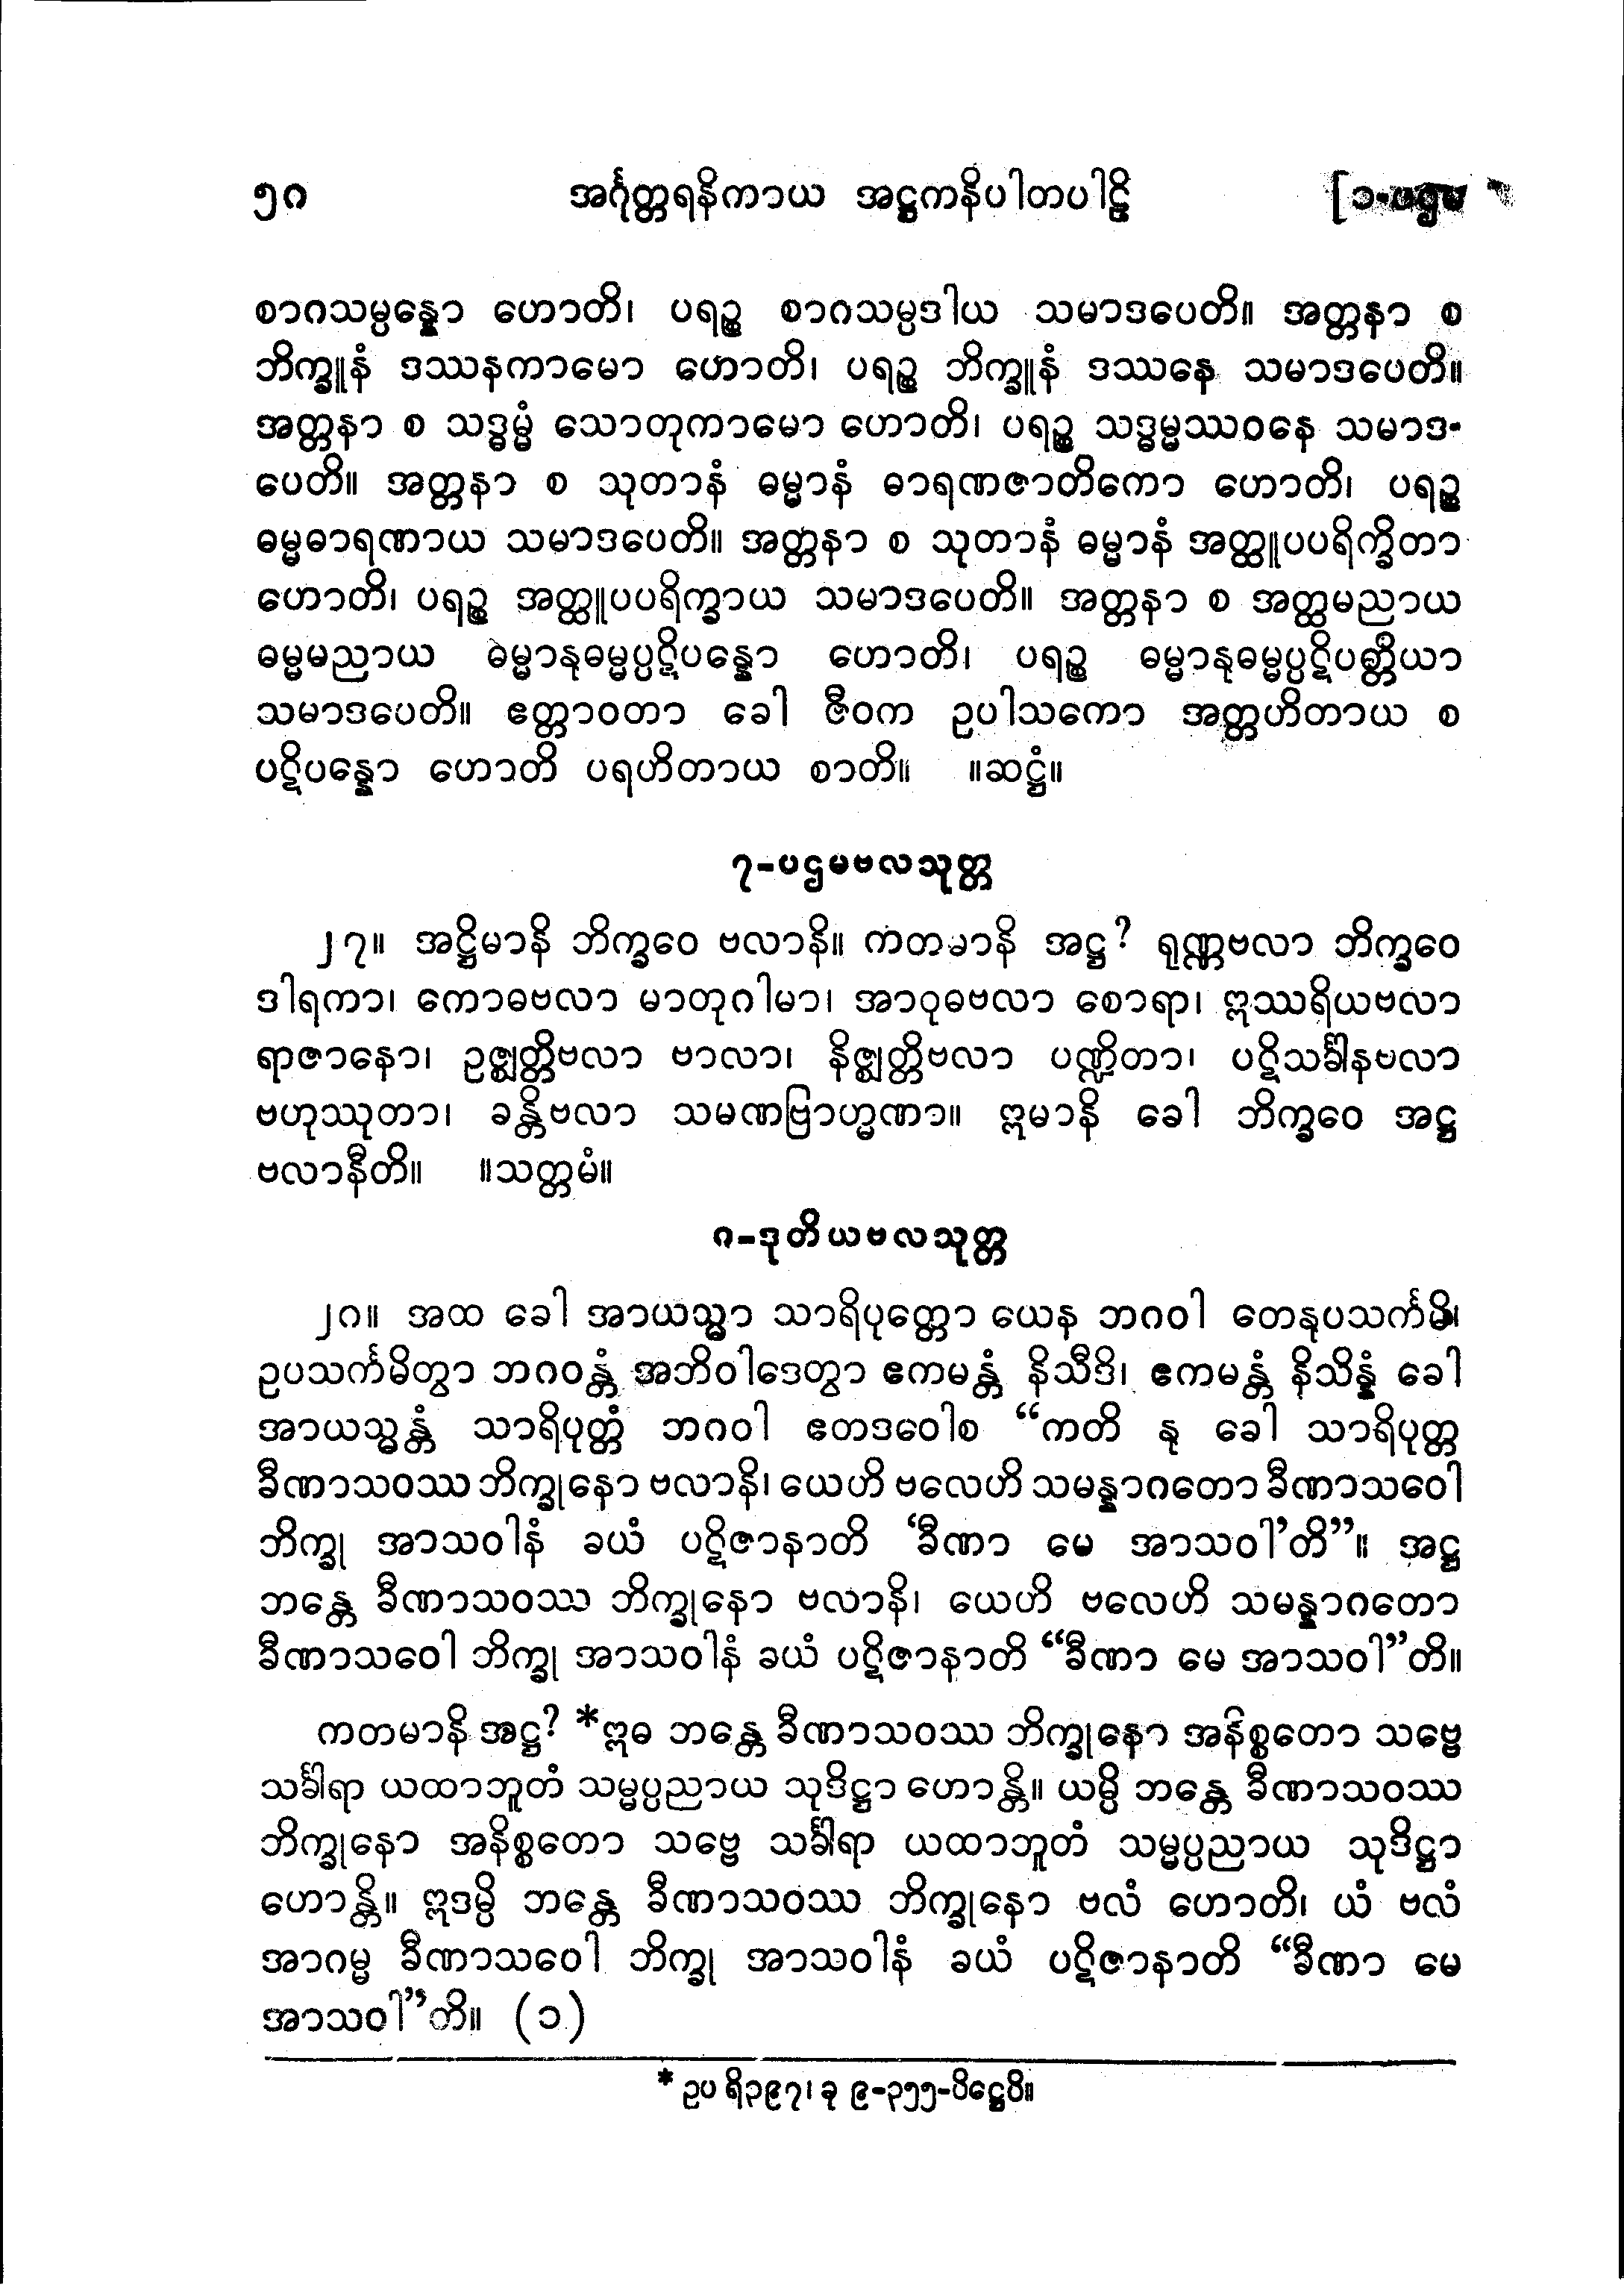 ၅၈ အင်္ဂုတ္တရနိကာယ အဋ္ဌကနိပါတပါဠိ [၁-ပဌမ
စာဂသမ္ပန္နော ဟောတိ၊ ပရဉ္စ စာဂသမ္ပဒါယ သမာဒပေတိ။ အတ္တနာ စ
ဘိက္ခူနံ ဒဿနကာမော ဟောတိ၊ ပရဉ္စ ဘိက္ခူနံ ဒဿနေ သမာဒပေတိ။
အတ္တနာ စ သဒ္ဓမ္မံ သောတုကာမော ဟောတိ၊ ပရဉ္စ သဒ္ဓမ္မဿဝနေ သမာဒ-
ပေတိ။ အတ္တနာ စ သုတာနံ ဓမ္မာနံ ဓာရဏဇာတိကော ဟောတိ၊ ပရဉ္စ
ဓမ္မဓာရဏာယ သမာဒပေတိ။ အတ္တနာ စ သုတာနံ ဓမ္မာနံ အတ္ထူပပရိက္ခိတာ
ဟောတိ၊ ပရဉ္စ အတ္ထူပပရိက္ခာယ သမာဒပေတိ။ အတ္တနာ စ အတ္ထမညာယ
ဓမ္မမညာယ ဓမ္မာနုဓမ္မပ္ပဋိပန္နော ဟောတိ၊ ပရဉ္စ ဓမ္မာနုဓမ္မပ္ပဋိပတ္တိယာ
သမာဒပေတိ။ ဧတ္တာဝတာ ခေါ ဇီဝက ဥပါသကော အတ္တဟိတာယ စ
ပဋိပန္နော ဟောတိ ပရဟိတာယ စာတိ။ ။ဆဋ္ဌံ။
၇-ပဌမဗလသုတ္တ
၂၇။ အဋ္ဌိမာနိ ဘိက္ခဝေ ဗလာနိ။ ကတမာနိ အဋ္ဌ? ရုဏ္ဏဗလာ ဘိက္ခဝေ
ဒါရကာ၊ ကောဓဗလာ မာတုဂါမာ၊ အာဝုဓဗလာ စောရာ၊ ဣဿရိယဗလာ
ရာဇာနော၊ ဥဇ္ဈတ္တိဗလာ ဗာလာ၊ နိဇ္ဈတ္တိဗလာ ပဏ္ဍိတာ၊ ပဋိသင်္ခါနဗလာ
ဗဟုဿုတာ၊ ခန္တိဗလာ သမဏဗြာဟ္မဏာ။ ဣမာနိ ခေါ ဘိက္ခဝေ အဋ္ဌ
ဗလာနီတိ။ ။သတ္တမံ။
၈-ဒုတိယဗလသုတ္တ
၂၈။ အထ ခေါ အာယသ္မာ သာရိပုတ္တော ယေန ဘဂဝါ တေနုပသင်္ကမိ၊
ဥပသင်္ကမိတွာ ဘဂဝန္တံ အဘိဝါဒေတွာ ဧကမန္တံ နိသီဒိ၊ ဧကမန္တံ နိသိန္နံ ခေါ
အာယသ္မန္တံ သာရိပုတ္တံ ဘဂဝါ ဧတဒဝေါစ “ကတိ နု ခေါ သာရိပုတ္တ
ခီဏာသဝဿ ဘိက္ခုနော ဗလာနိ၊ ယေဟိ ဗလေဟိ သမန္နာဂတော ခီဏာသဝေါ
ဘိက္ခု အာသဝါနံ ခယံ ပဋိဇာနာတိ ‘ခီဏာ မေ အာသဝါ’တိ”။ အဋ္ဌ
ဘန္တေ ခီဏာသဝဿ ဘိက္ခုနော ဗလာနိ၊ ယေဟိ ဗလေဟိ သမန္နာဂတော
ခီဏာသဝေါ ဘိက္ခု အာသဝါနံ ခယံ ပဋိဇာနာတိ “ခီဏာ မေ အာသဝါ”တိ။
ကတမာနိ အဋ္ဌ? *ဣဓ ဘန္တေ ခီဏာသဝဿ ဘိက္ခုနော အနိစ္စတော သဗ္ဗေ
သင်္ခါရာ ယထာဘူတံ သမ္မပ္ပညာယ သုဒိဋ္ဌာ ဟောန္တိ။ ယမ္ပိ ဘန္တေ ခီဏာသဝဿ
ဘိက္ခုနော အနိစ္စတော သဗ္ဗေ သင်္ခါရာ ယထာဘူတံ သမ္မပ္ပညာယ သုဒိဋ္ဌာ
ဟောန္တိ။ ဣဒမ္ပိ ဘန္တေ ခီဏာသဝဿ ဘိက္ခုနော ဗလံ ဟောတိ၊ ယံ ဗလံ
အာဂမ္မ ခီဏာသဝေါ ဘိက္ခု အာသဝါနံ ခယံ ပဋိဇာနာတိ “ခီဏာ မေ
အာသဝါ”တိ။ (၁)
* ဥပ ရိ၃၉၇၊ ခု ၉-၃၅၅-ပိဋ္ဌေပိ။